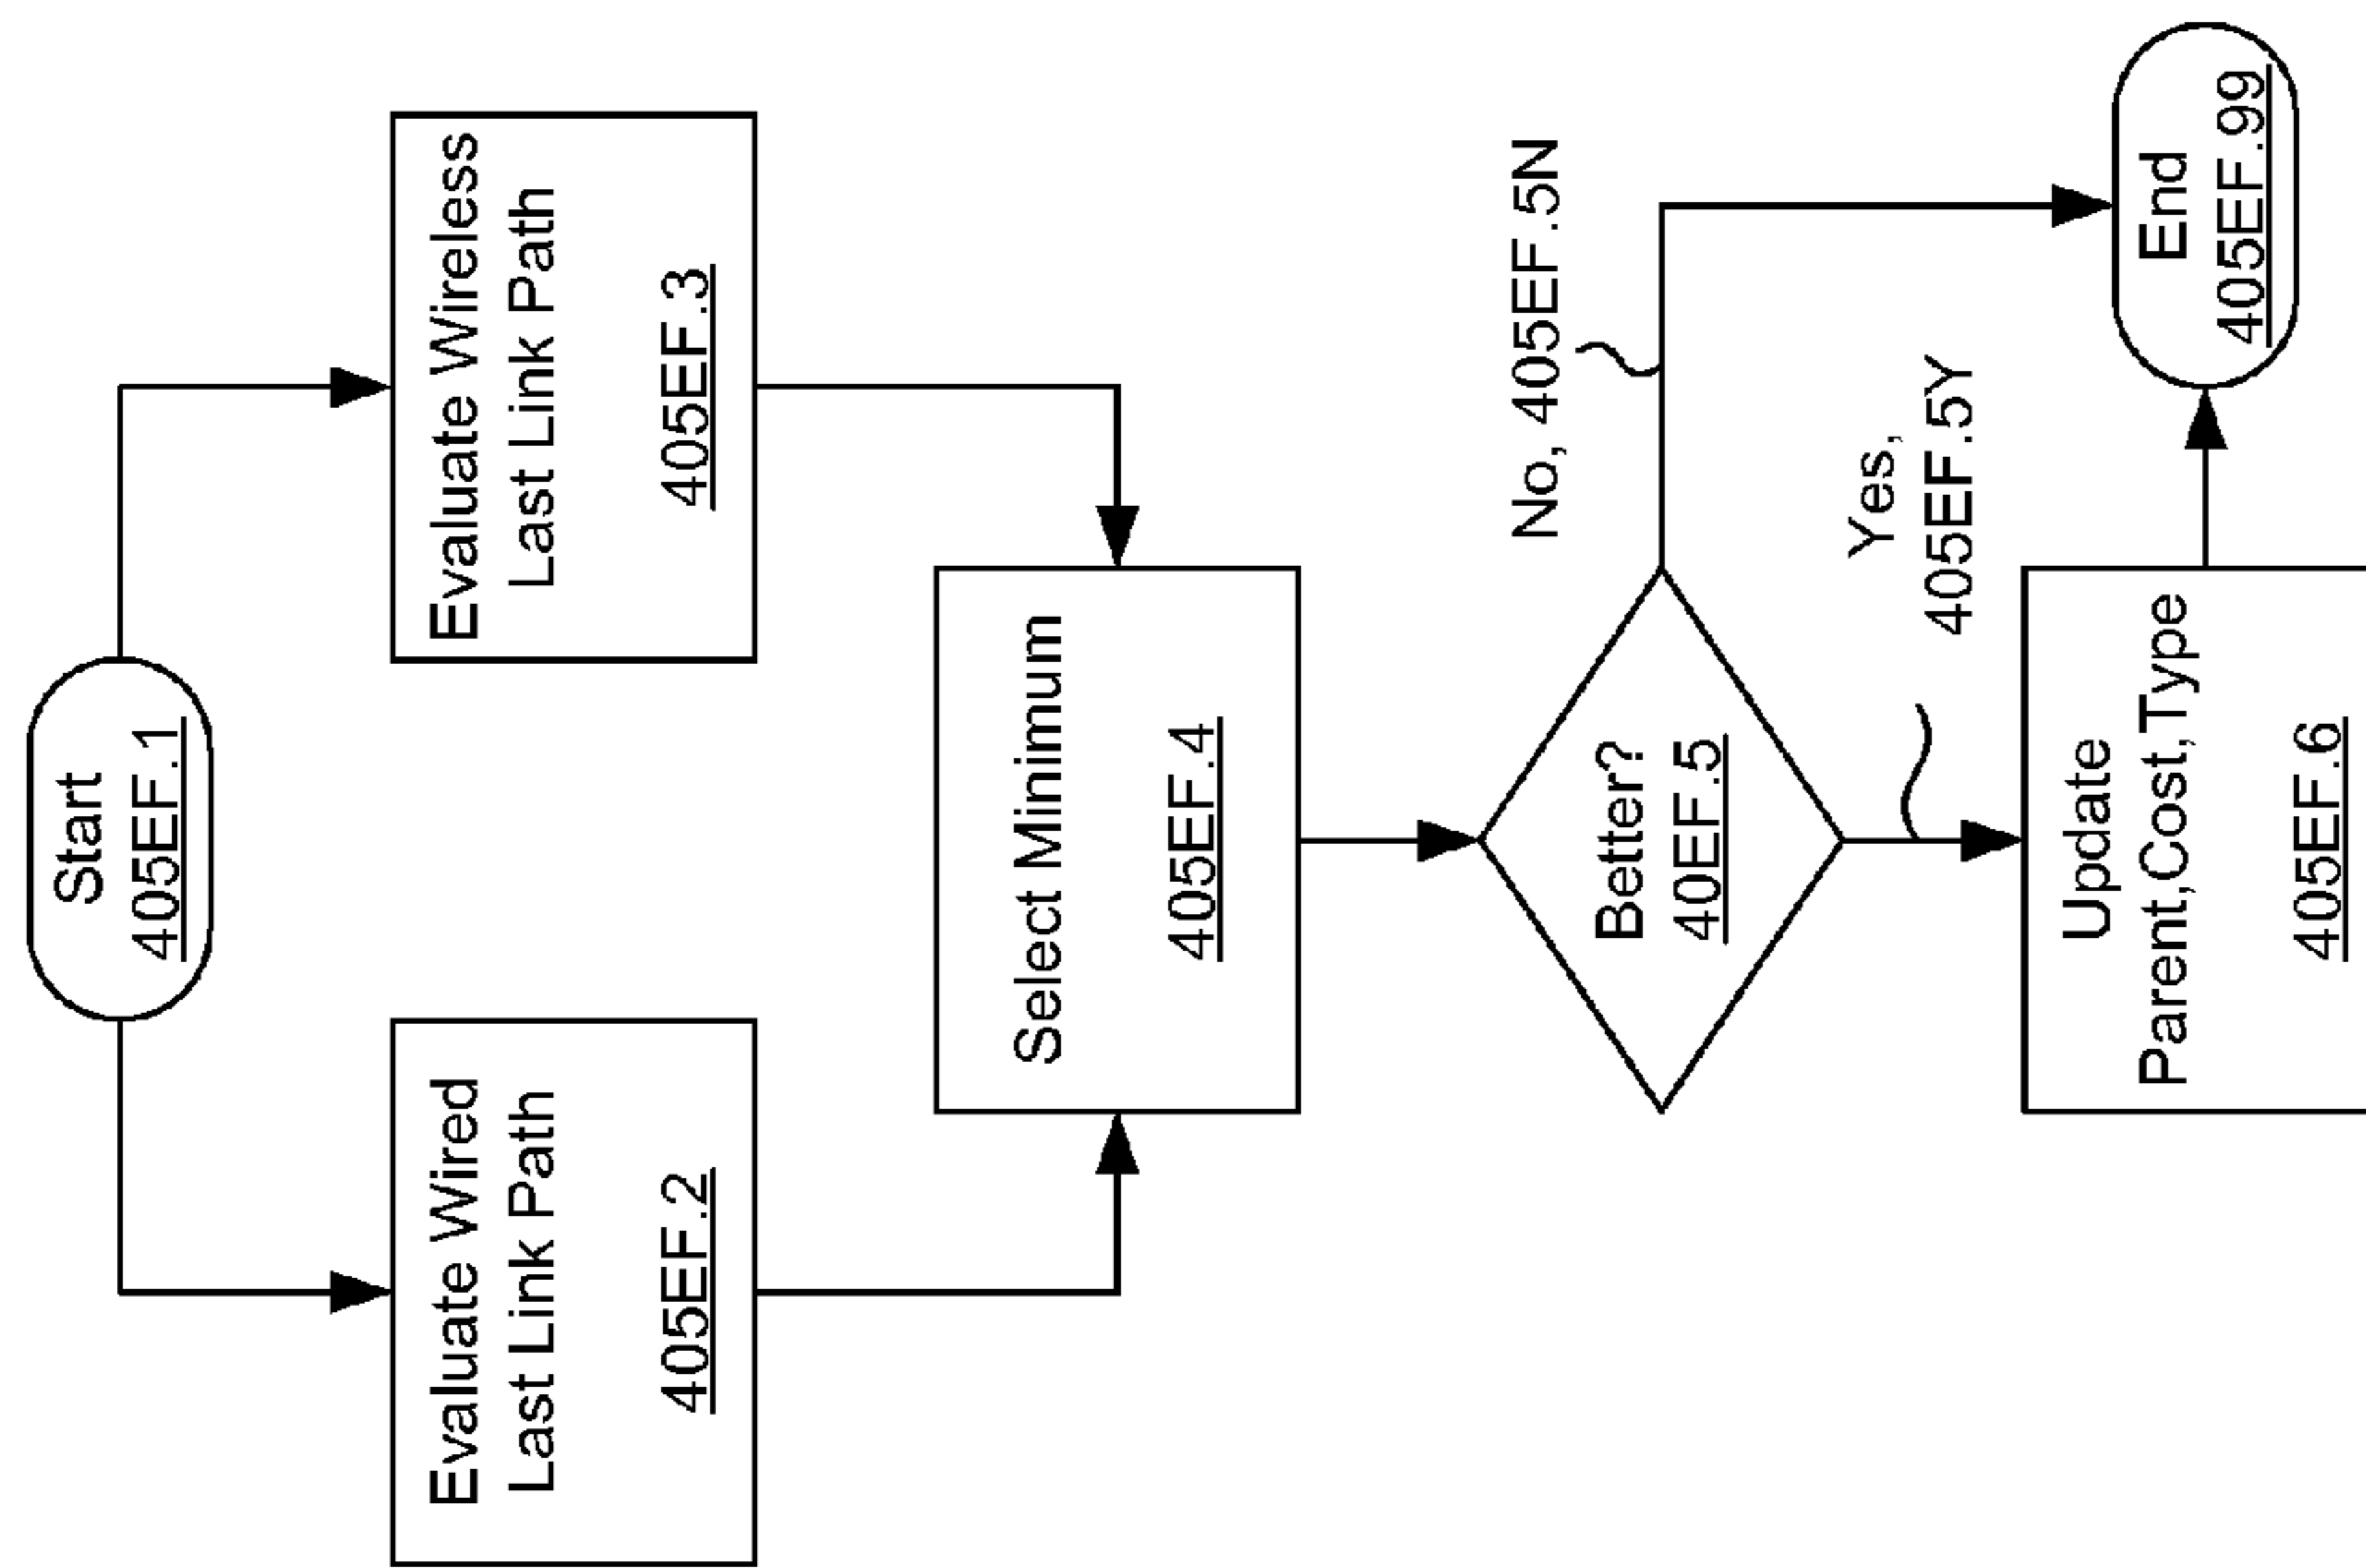 Start
405EF.1
Evaluate Wired
Last Link Path
405EF.2
Evaluate Wireless
Last Link Path
405EF.3
Select Minimum
405EF.4
Better?
40EF.5
No, 405EF.5N
Yes,
405EF.5Y
Update
Parent,Cost,Type
405EF.6
End
405EF.99